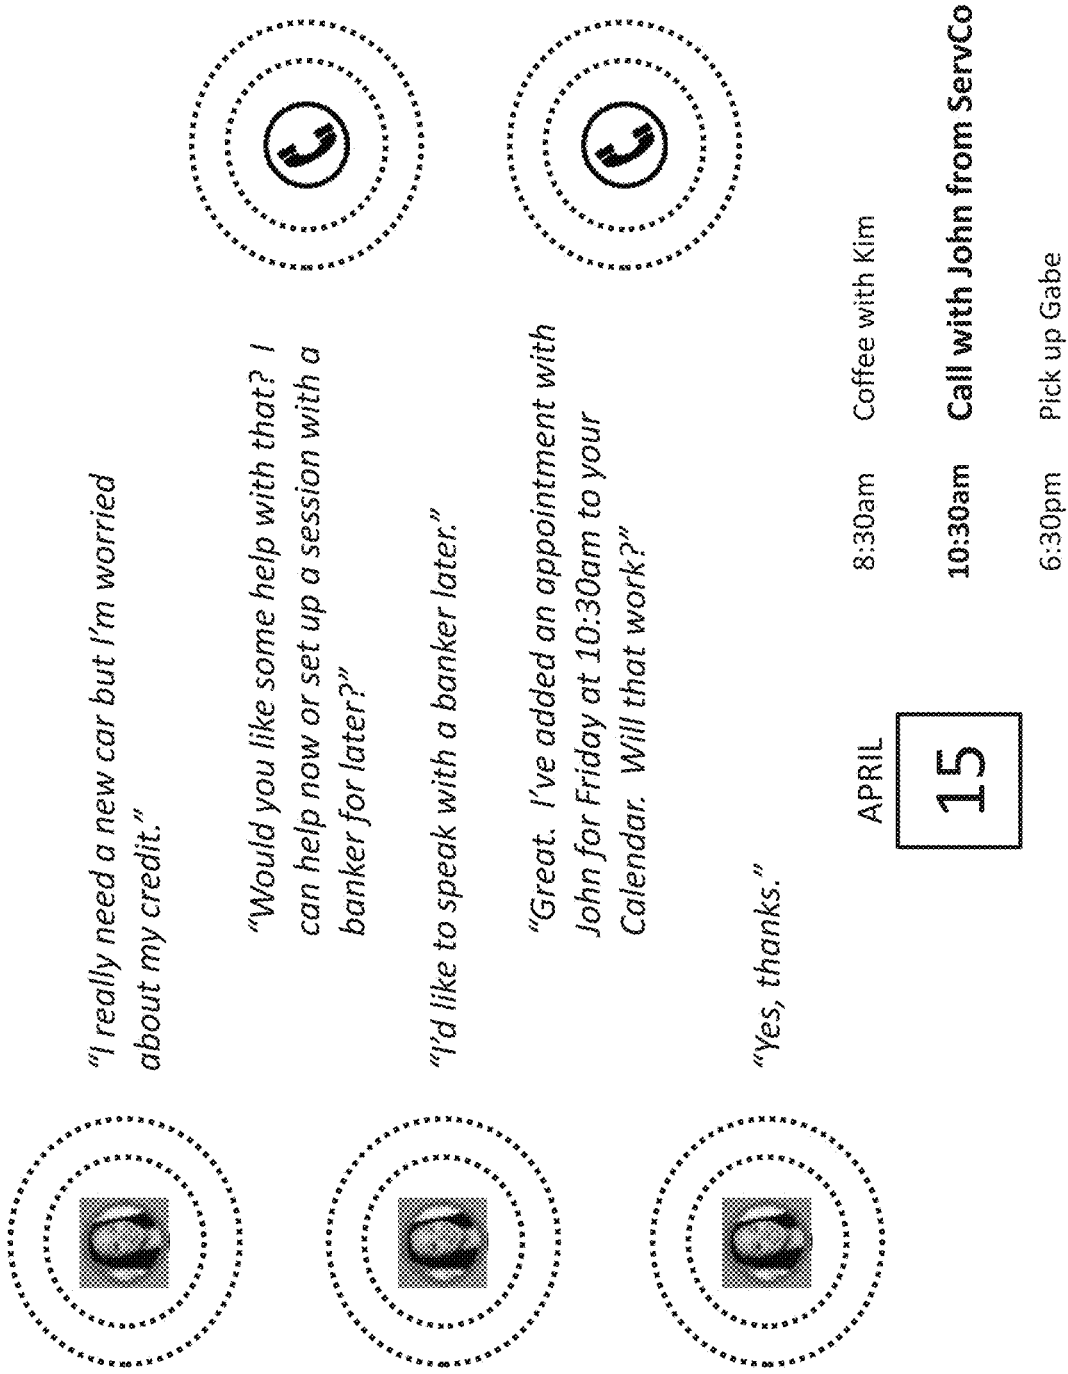 “I really need a new car but I’m worried
about my credit.”
“Would you like some help with that?  I
can help now or set up a session with a
banker for later?”
“I’d like to speak with a banker later.”
“Great.  I’ve added an appointment with
John for Friday at 10:30am to your
Calendar.  Will that work?”
“Yes, thanks.”
APRIL
15
8:30am Coffee with Kim
10:30am Call with John from ServCo
6:30pm Pick up Gabe